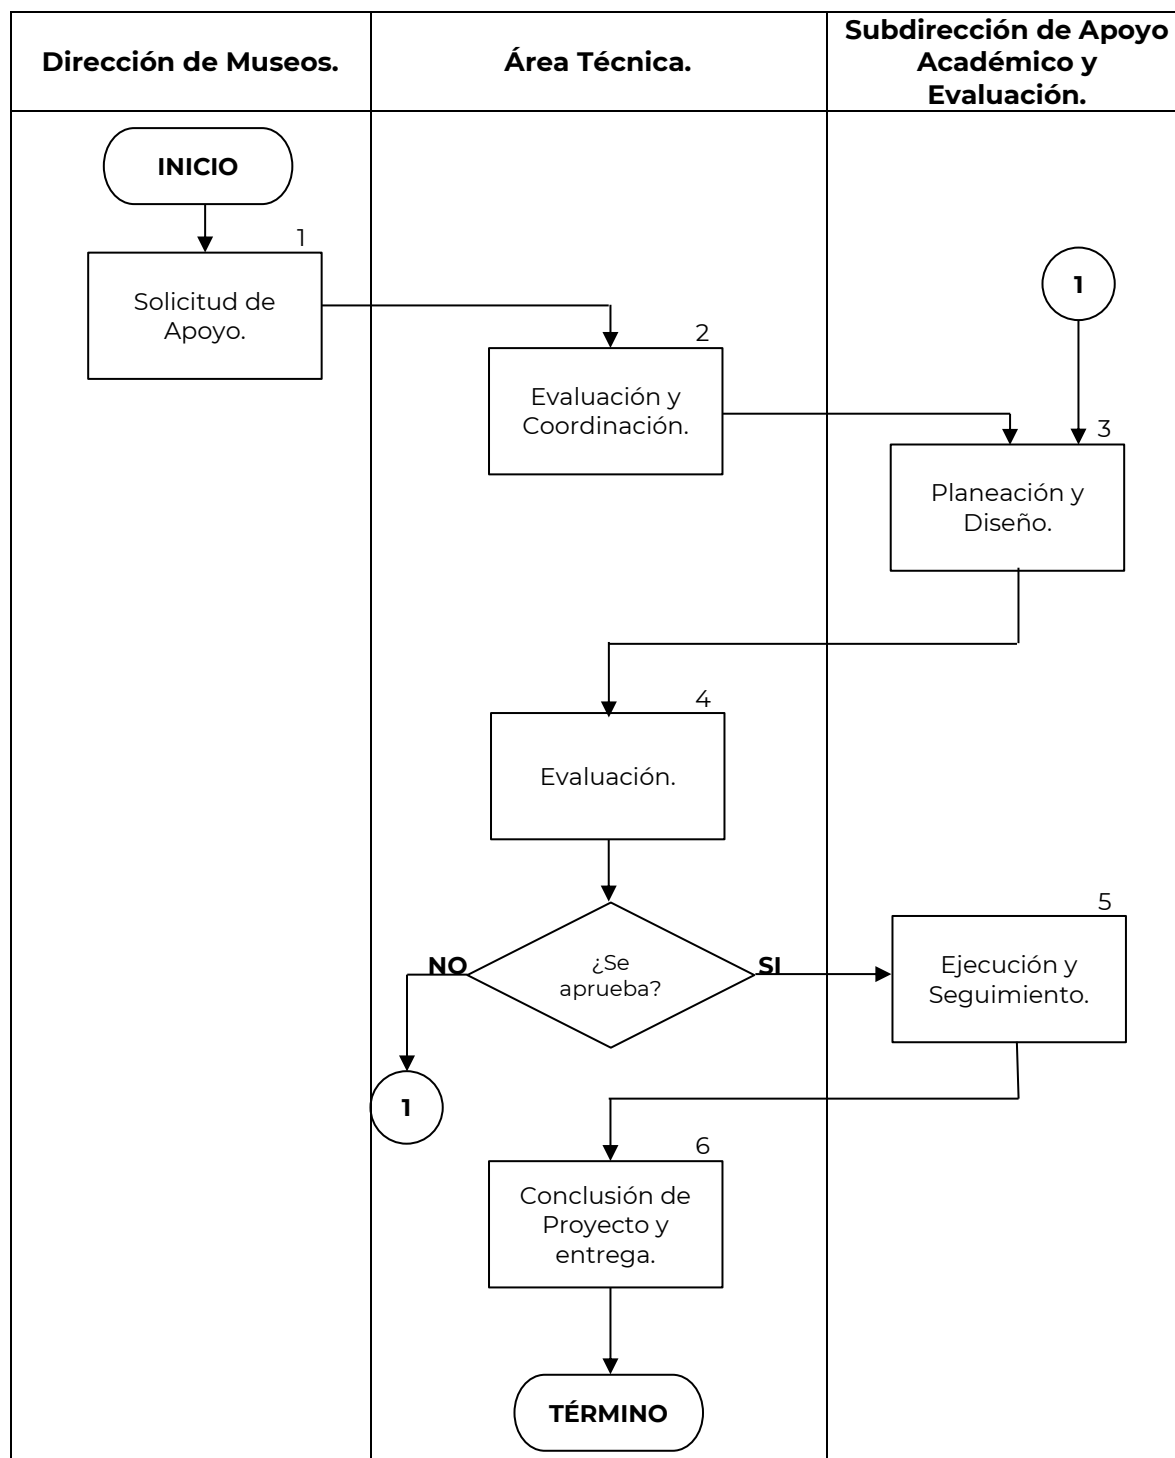 Dirección de Museos.
Área Técnica.
Subdirección de Apoyo
Académico y
Evaluación.
INICIO
1
Solicitud de
Apoyo.
1
2
Evaluación y
Coordinación.
3
Planeación y
Diseño.
4
Evaluación.
NO
¿Se
aprueba?
SI
5
Ejecución y
Seguimiento.
1
6
Conclusión de
Proyecto y
entrega.
TÉRMINO